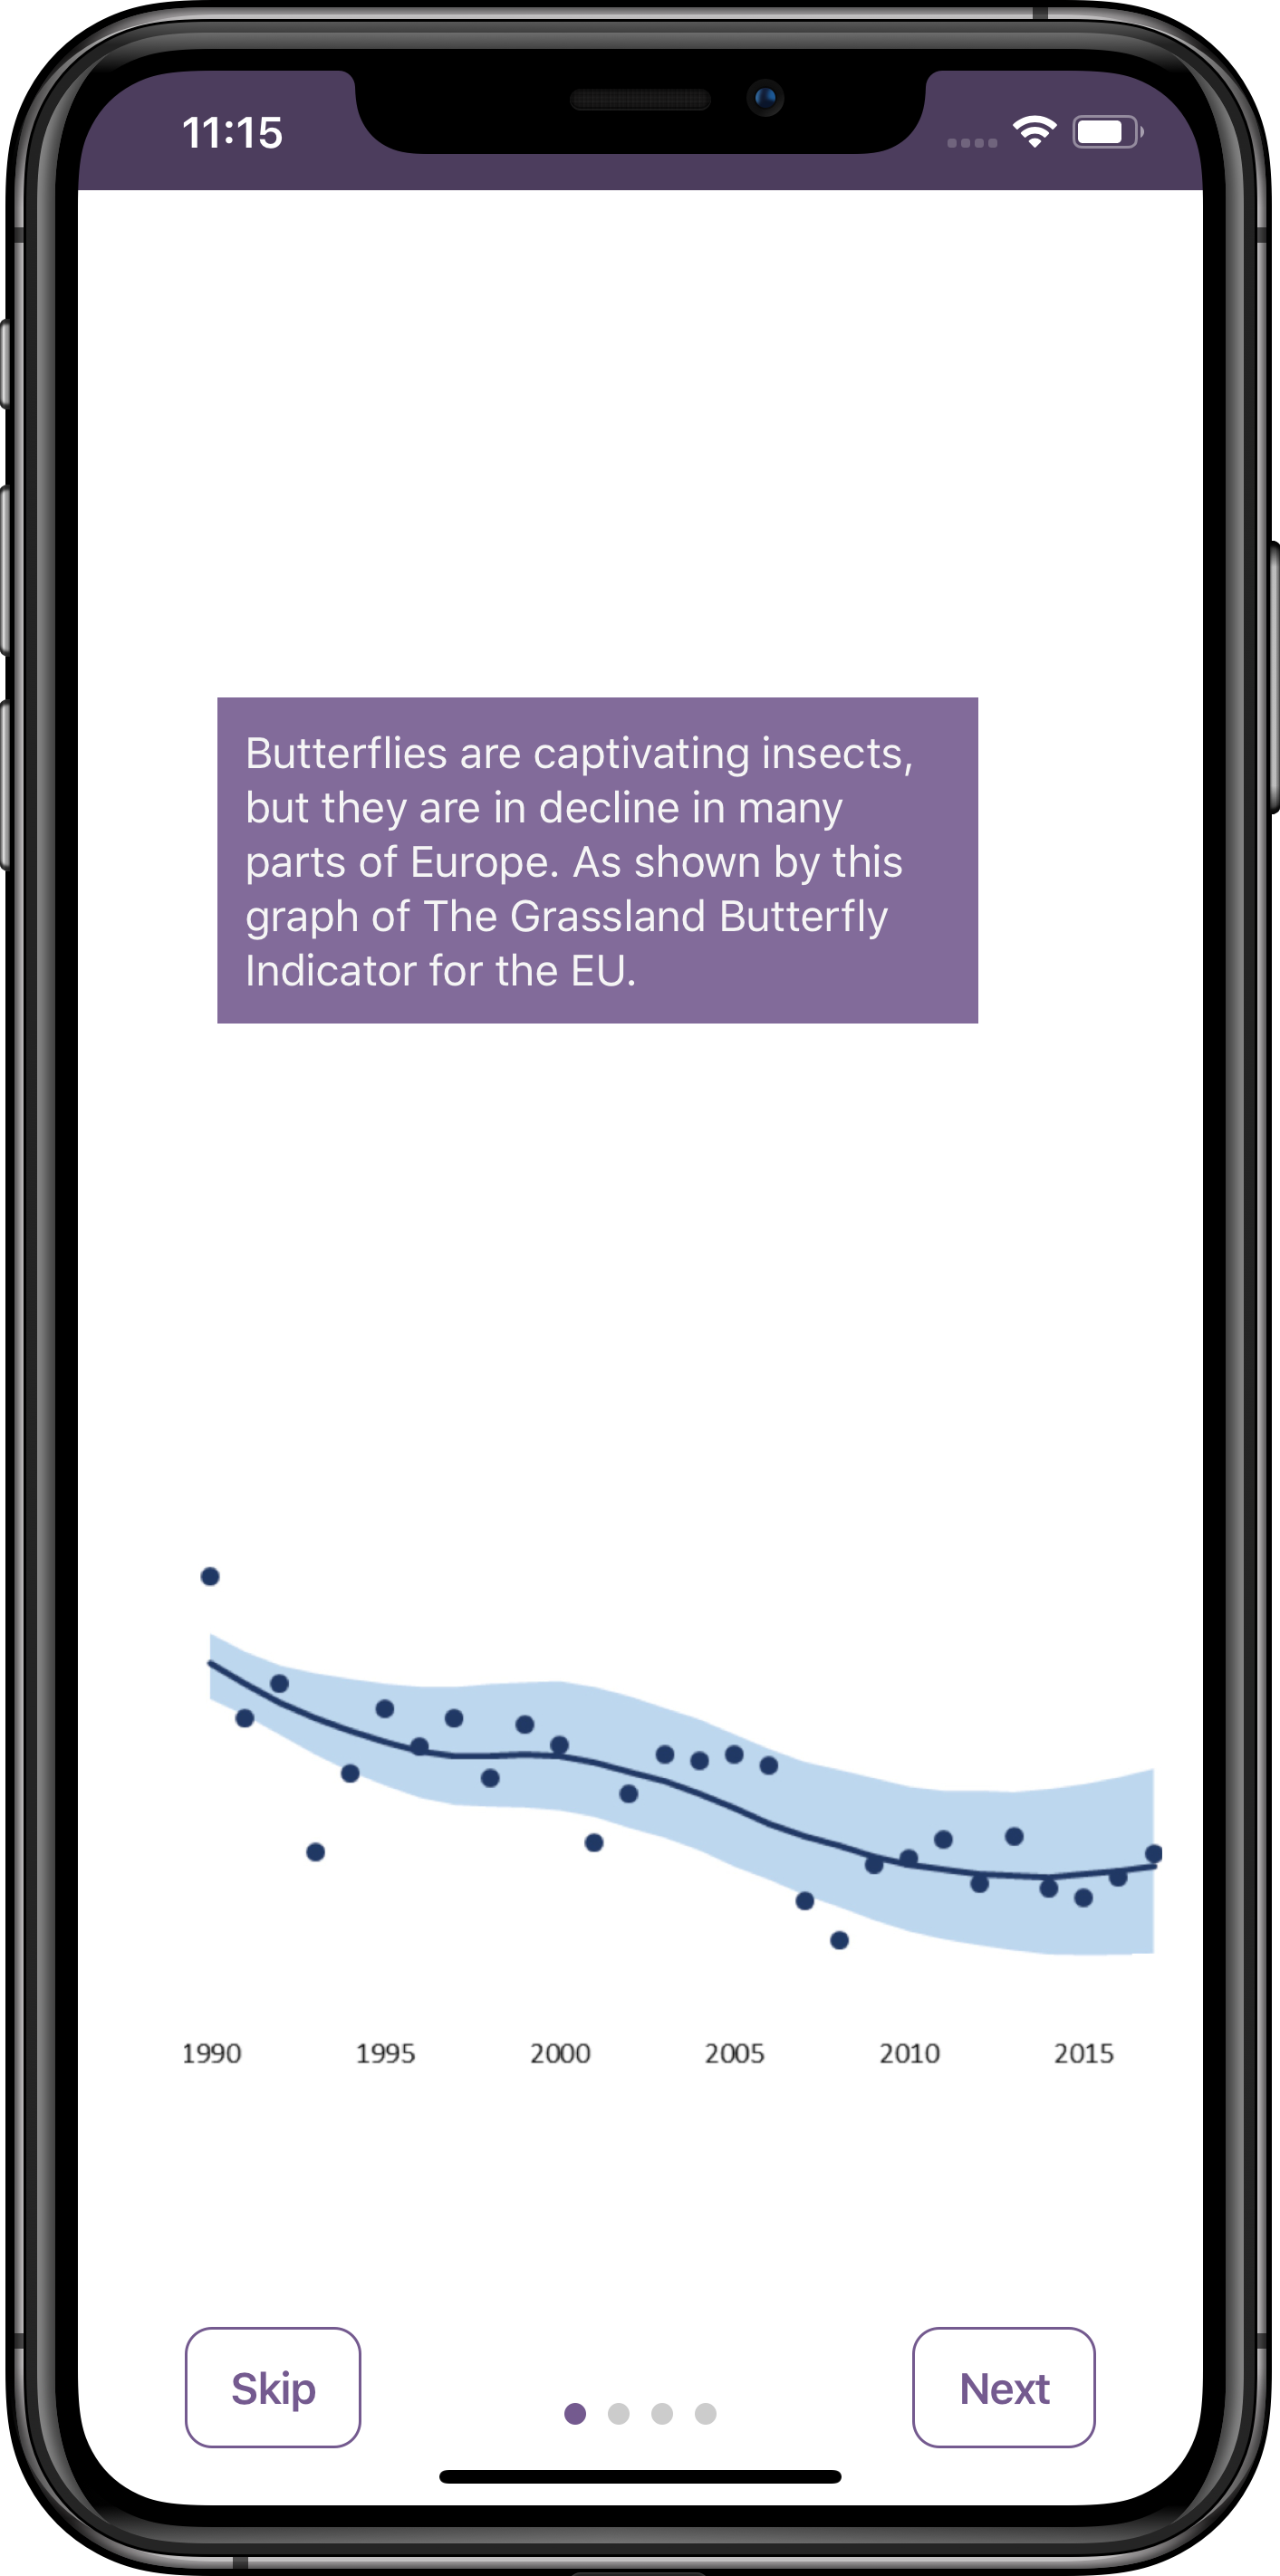 11:15
Butterflies are captivating insects,
but they are in decline in many
parts of Europe. As shown by this
graph of The Grassland Butterfly
Indicator for the EU.
1990 1995 2000 2005 2010 2015
Skip
Next